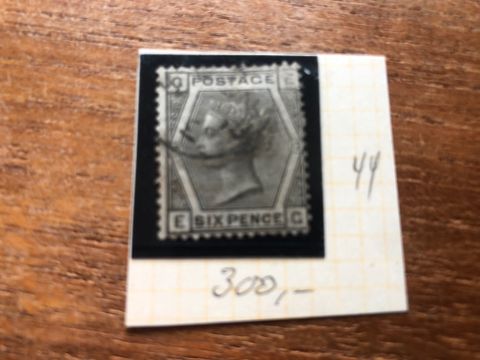 G POSTAGE E
E SIX PENCE G
44
300,-